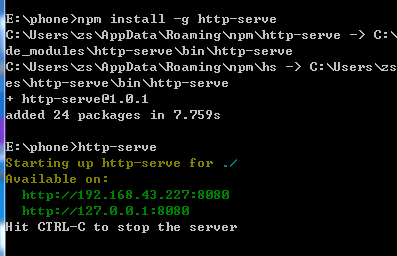 E:\phone>npm install -g http-serve
C:\Users\zs\AppData\Roaming\npm\http-serve -> C:
de_modules\http-serve\bin\http-serve
C:\Users\zs\AppData\Roaming\npm\hs -> C:\Users\zs
es\http-serve\bin\http-serve
+ http-serve@1.0.1
added 24 packages in 7.759s
E:\phone>http-serve
Starting up http-serve for ./
Available on:
http://192.168.43.227:8080
http://127.0.0.1:8080
Hit CTRL-C to stop the server